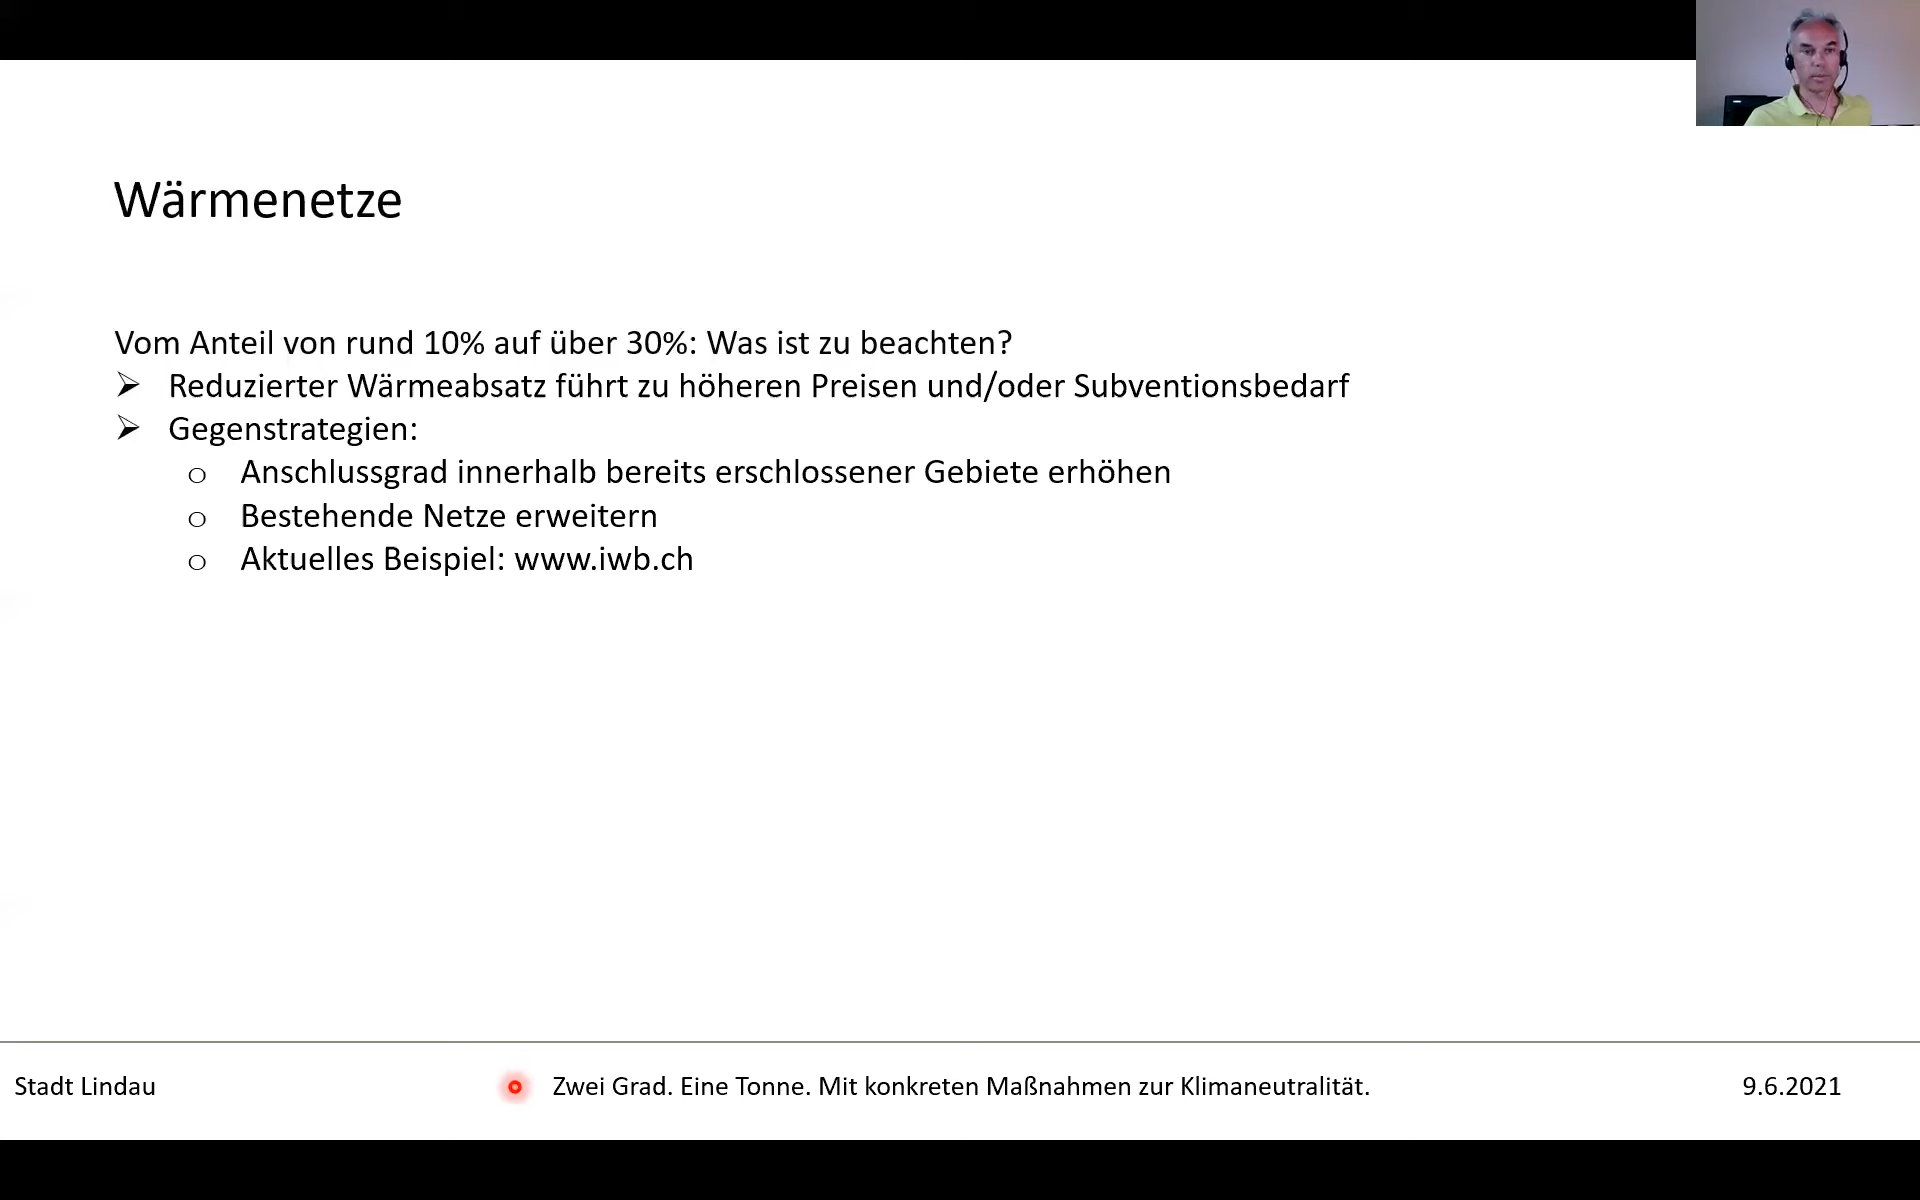 Wärmenetze
Vom Anteil von rund 10% auf über 30%: Was ist zu beachten?
➢ Reduzierter Wärmeabsatz führt zu höheren Preisen und/oder Subventionsbedarf
➢ Gegenstrategien:
o Anschlussgrad innerhalb bereits erschlossener Gebiete erhöhen
o Bestehende Netze erweitern
o Aktuelles Beispiel: www.iwb.ch
Stadt Lindau
Zwei Grad. Eine Tonne. Mit konkreten Maßnahmen zur Klimaneutralität.
9.6.2021